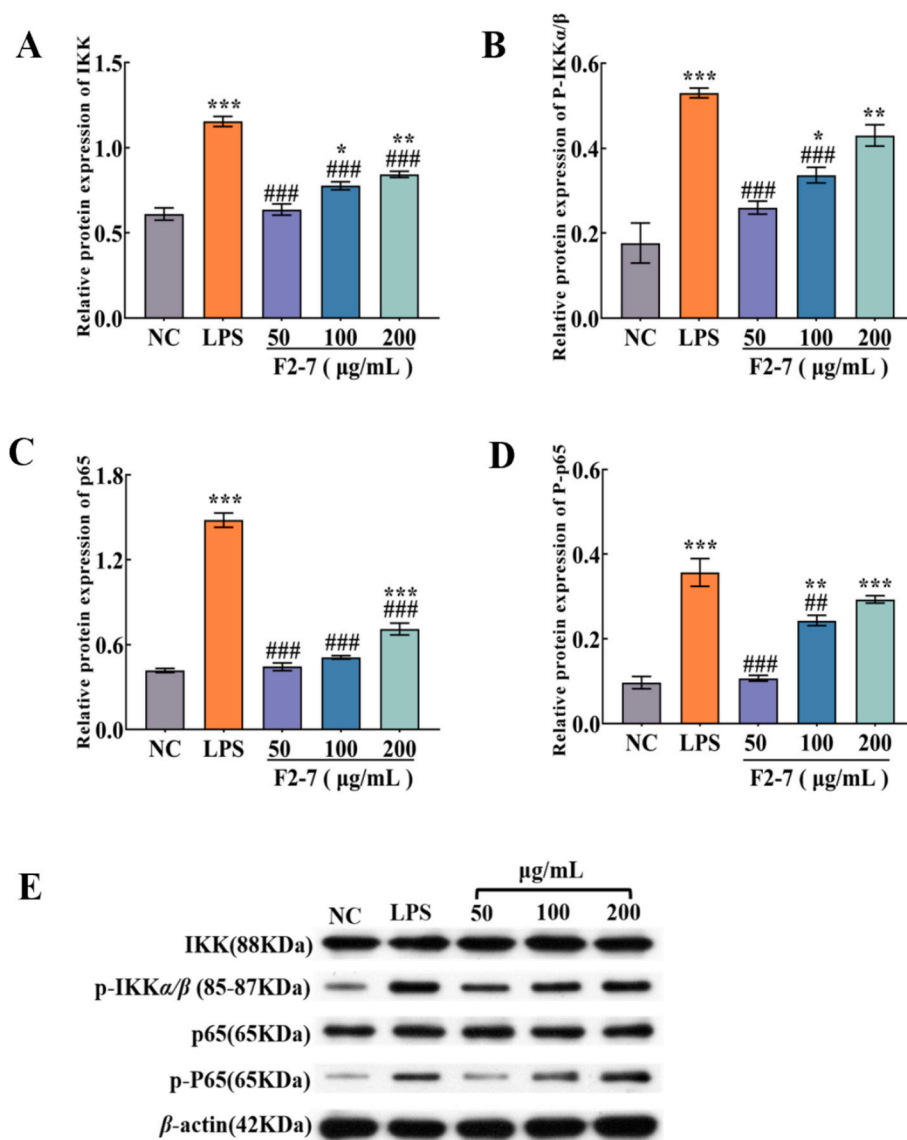 A
Relative protein expression of IKK
1.5
1.0
0.5
0.0
***
###
*
###
**
###
NC LPS 50 100 200
F2-7 ( μg/mL )
B
Relative protein expression of P-IKKα/β
0.6
0.4
0.2
0.0
***
###
*
###
**
NC LPS 50 100 200
F2-7 ( μg/mL )
C
Relative protein expression of p65
1.8
1.2
0.6
0.0
***
###
###
***
###
NC LPS 50 100 200
F2-7 ( μg/mL )
D
Relative protein expression of P-p65
0.6
0.4
0.2
0.0
***
###
**
##
***
NC LPS 50 100 200
F2-7 ( μg/mL )
E
μg/mL
NC LPS 50 100 200
IKK(88KDa)
p-IKKα/β (85-87KDa)
p65(65KDa)
p-P65(65KDa)
β-actin(42KDa)